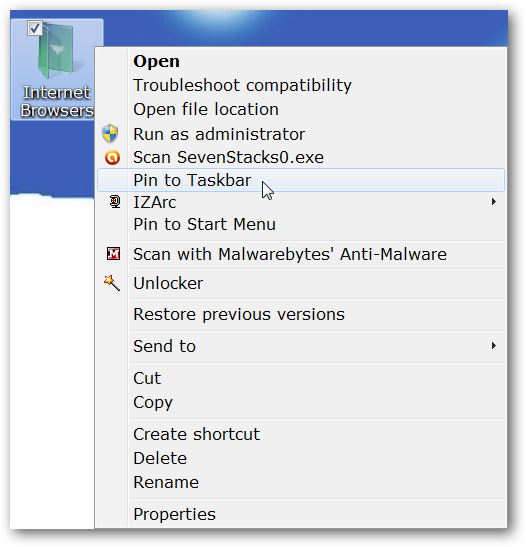 Internet
Browsers
Open
Troubleshoot compatibility
Open file location
Run as administrator
Scan SevenStacks0.exe
Pin to Taskbar
IZArc
Pin to Start Menu
Scan with Malwarebytes' Anti-Malware
Unlocker
Restore previous versions
Send to
Cut
Copy
Create shortcut
Delete
Rename
Properties